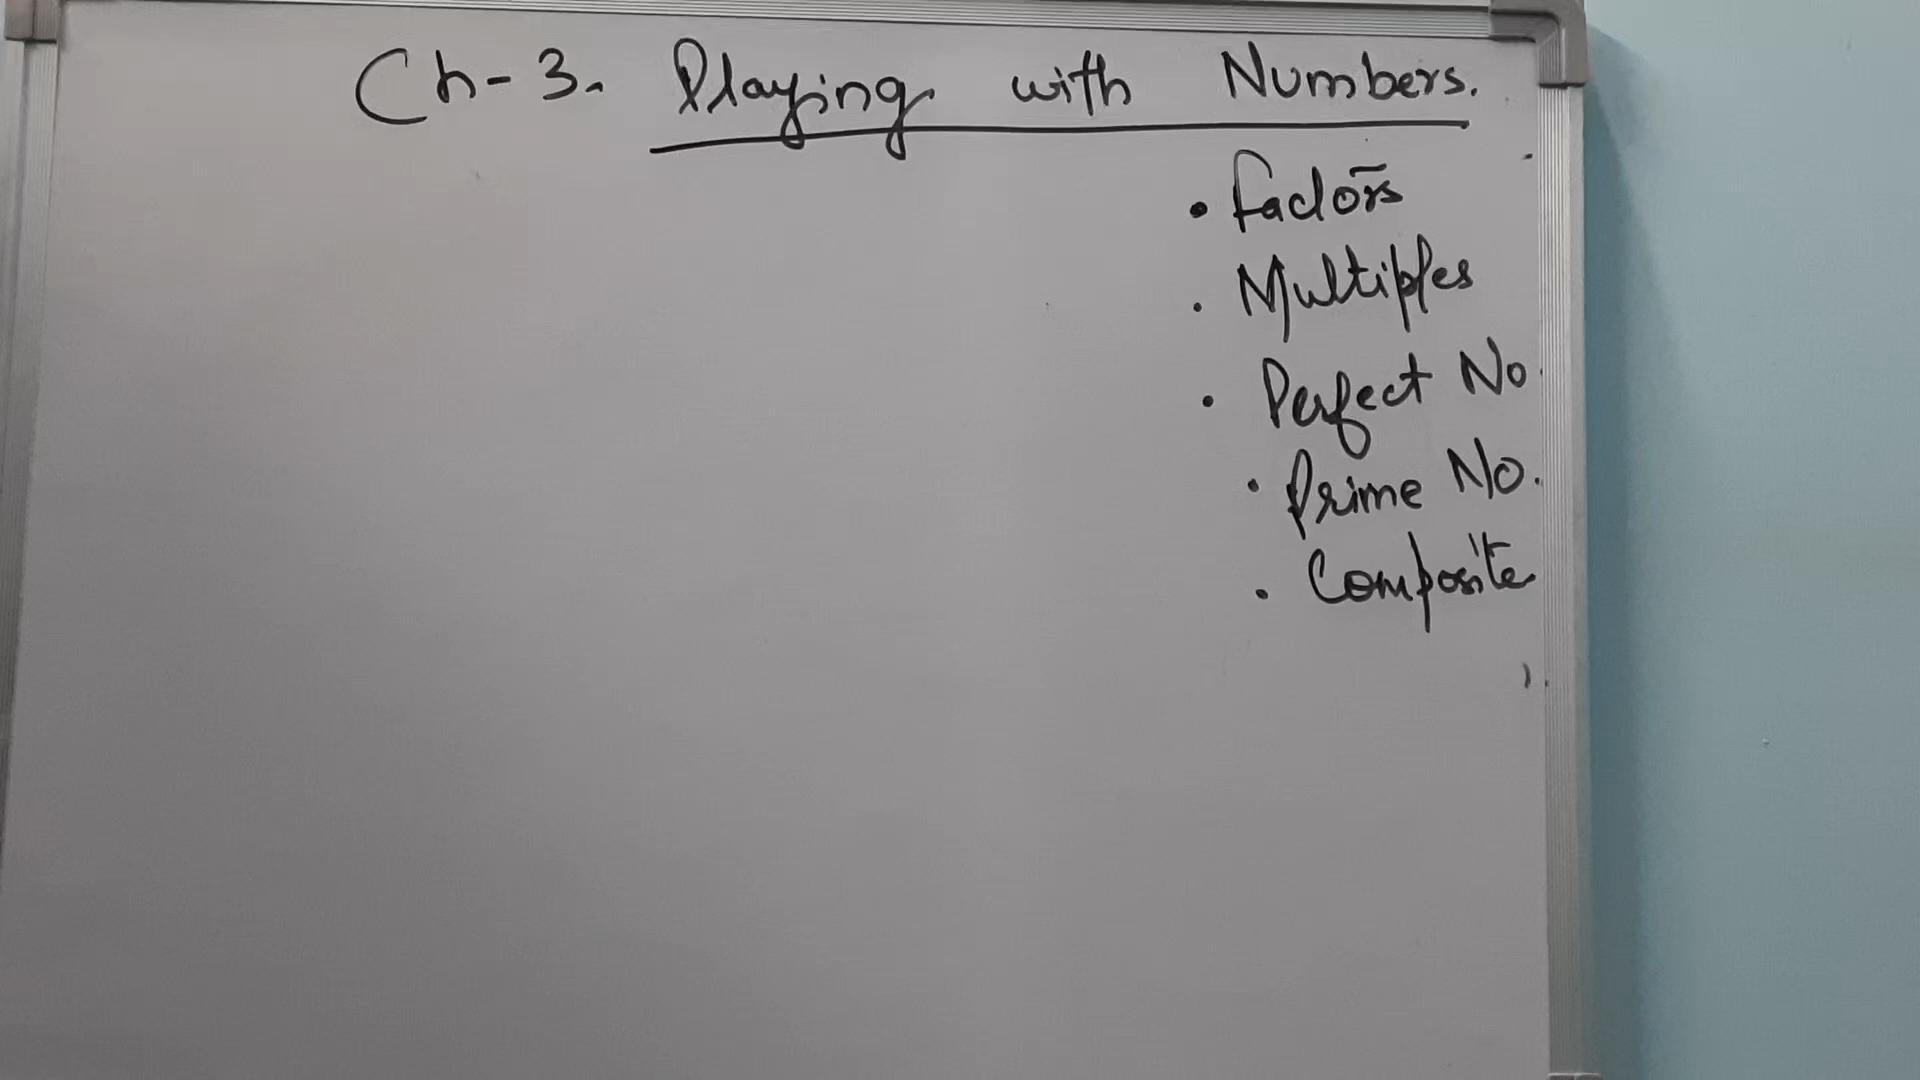 Ch-3. Playing with Numbers.
• Factors
• Multiples
• Perfect No.
• Prime No.
• Composite